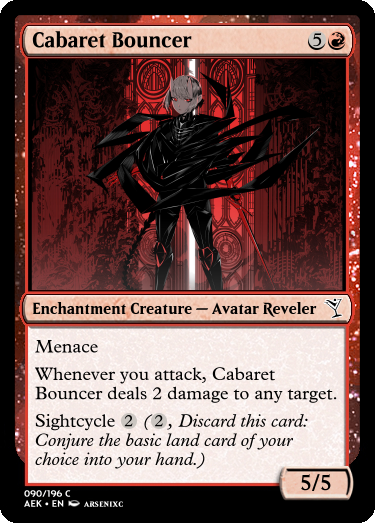 Cabaret Bouncer 5
Enchantment Creature — Avatar Reveler
Menace
Whenever you attack, Cabaret
Bouncer deals 2 damage to any target.
Sightcycle 2 (2, Discard this card:
Conjure the basic land card of your
choice into your hand.)
5/5
090/196 C
AEK • EN ARSENIXC